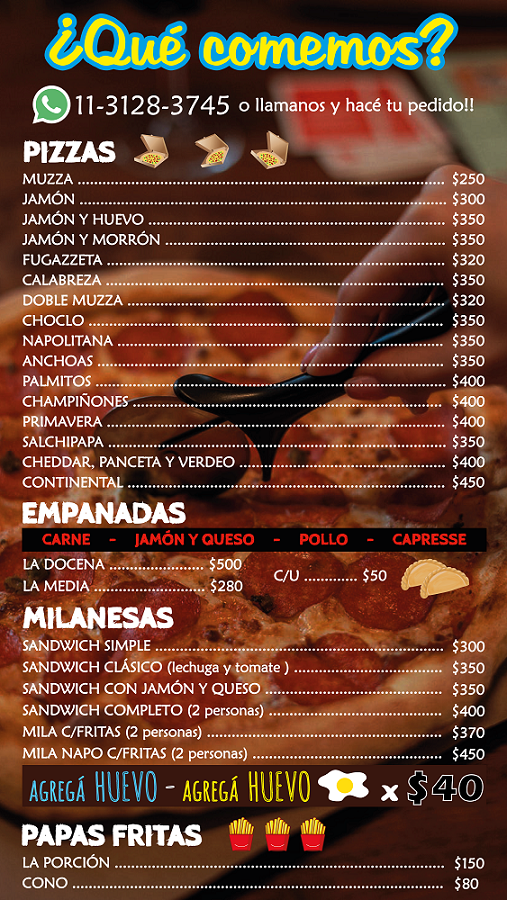 ¿Qué comemos?
11-3128-3745 o llamanos y hacé tu pedido!!
PIZZAS
MUZZA ........ $250
JAMÓN ........ $300
JAMÓN Y HUEVO ........ $350
JAMÓN Y MORRÓN ........ $350
FUGAZZETA ........ $320
CALABREZA ........ $350
DOBLE MUZZA ........ $320
CHOCLO ........ $350
NAPOLITANA ........ $350
ANCHOAS ........ $350
PALMITOS ........ $400
CHAMPIÑONES ........ $400
PRIMAVERA ........ $400
SALCHIPAPA ........ $350
CHEDDAR, PANCETA Y VERDEO ........ $400
CONTINENTAL ........ $450
EMPANADAS
CARNE - JAMÓN Y QUESO - POLLO - CAPRESSE
LA DOCENA ........ $500
LA MEDIA ........ $280
C/U ........ $50
MILANESAS
SANDWICH SIMPLE ........ $300
SANDWICH CLÁSICO (lechuga y tomate ) ........ $350
SANDWICH CON JAMÓN Y QUESO ........ $350
SANDWICH COMPLETO (2 personas) ........ $400
MILA C/FRITAS (2 personas) ........ $370
MILA NAPO C/FRITAS (2 personas) ........ $450
AGREGÁ HUEVO - AGREGÁ HUEVO x $40
PAPAS FRITAS
LA PORCIÓN ........ $150
CONO ........ $80